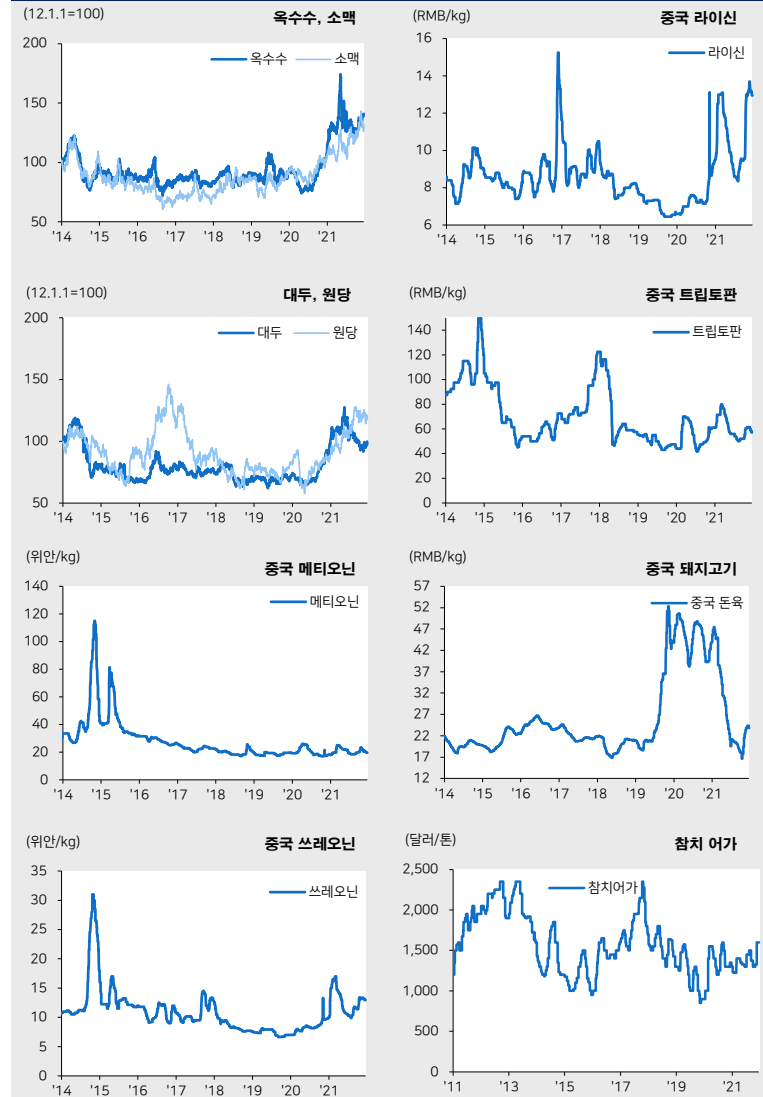 (12.1.1=100)
옥수수, 소맥
옥수수
소맥
200
150
100
50
'14 '15 '16 '17 '18 '19 '20 '21
(RMB/kg)
중국 라이신
라이신
16
14
12
10
8
6
'14 '15 '16 '17 '18 '19 '20 '21
(12.1.1=100)
대두, 원당
대두
원당
200
150
100
50
'14 '15 '16 '17 '18 '19 '20 '21
(RMB/kg)
중국 트립토판
트립토판
140
120
100
80
60
40
20
0
'14 '15 '16 '17 '18 '19 '20 '21
(위안/kg)
중국 메티오닌
메티오닌
140
120
100
80
60
40
20
0
'14 '15 '16 '17 '18 '19 '20 '21
(RMB/kg)
중국 돼지고기
중국 돈육
57
52
47
42
37
32
27
22
17
12
'14 '15 '16 '17 '18 '19 '20 '21
(위안/kg)
중국 쓰레오닌
쓰레오닌
35
30
25
20
15
10
5
0
'14 '15 '16 '17 '18 '19 '20 '21
(달러/톤)
참치 어가
참치어가
2,500
2,000
1,500
1,000
500
0
'11 '13 '15 '17 '19 '21